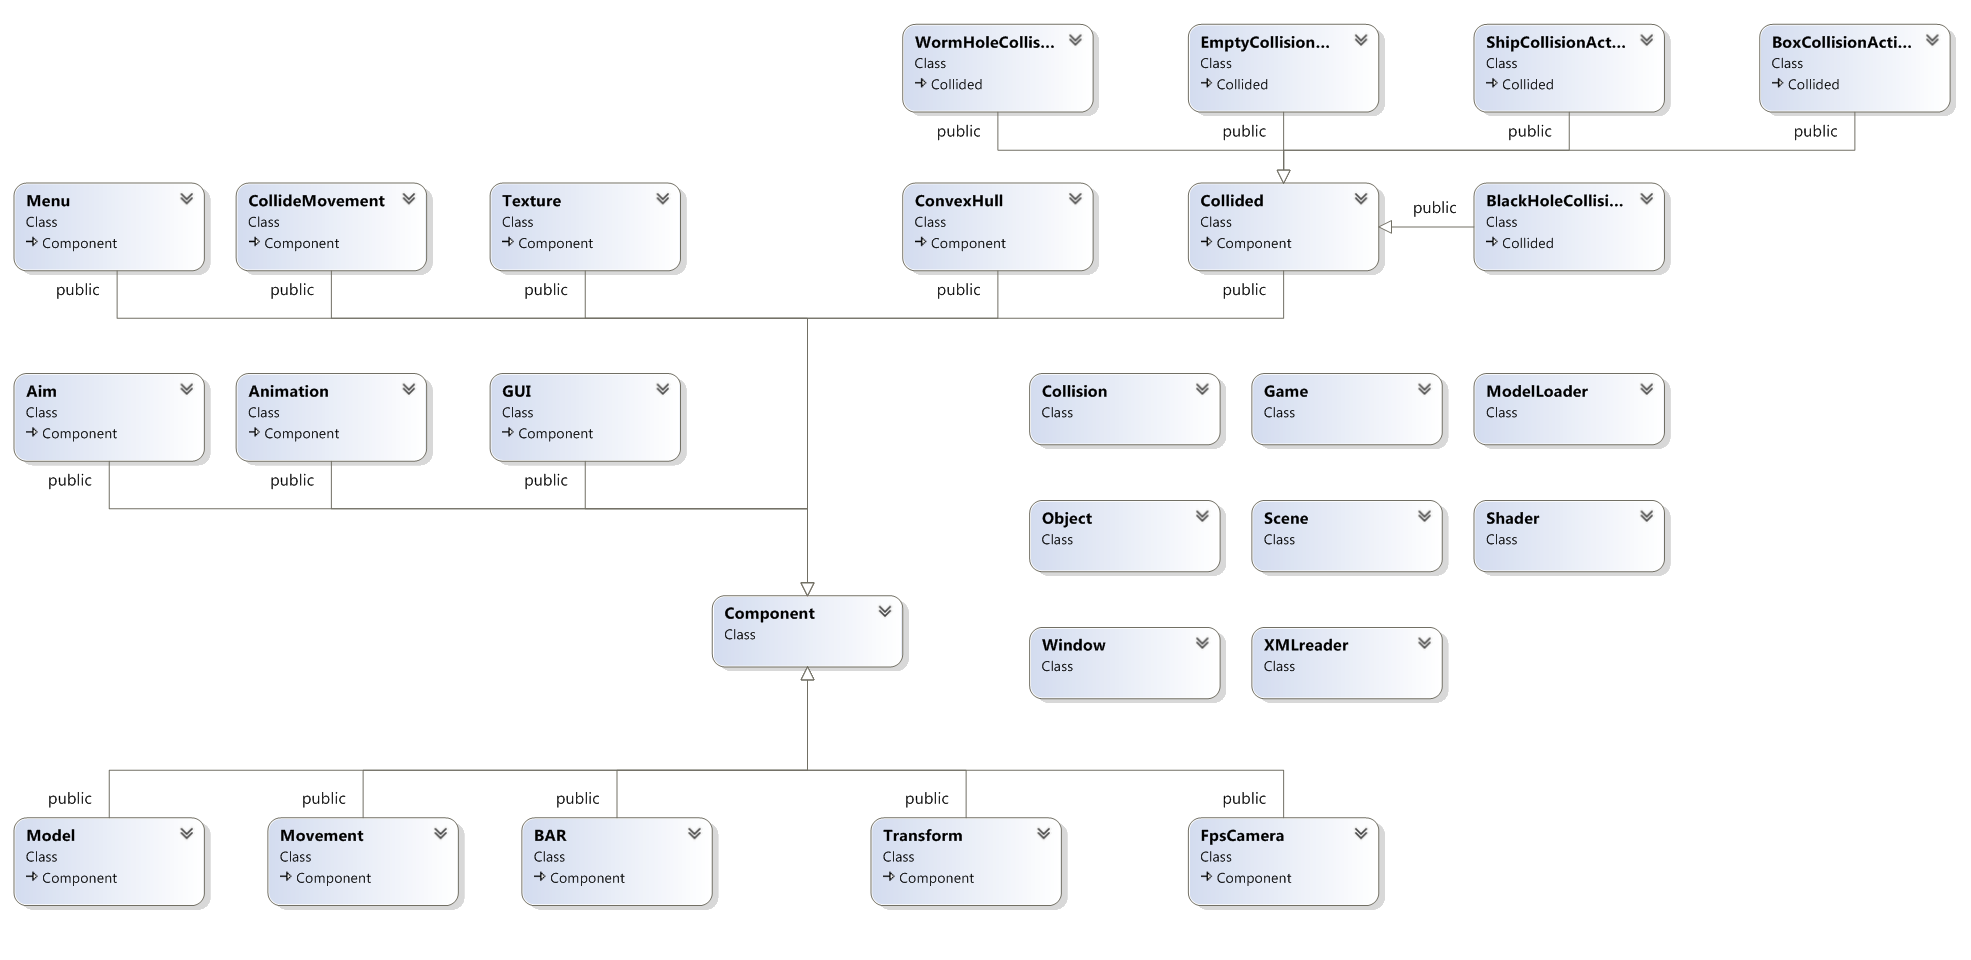 WormHoleCollis...
Class
Collided
EmptyCollision...
Class
Collided
ShipCollisionAct...
Class
Collided
BoxCollisionActi...
Class
Collided
public
public
public
public
Menu
Class
Component
CollideMovement
Class
Component
Texture
Class
Component
ConvexHull
Class
Component
Collided
Class
Component
public
BlackHoleCollisi...
Class
Collided
public
public
public
public
public
Aim
Class
Component
Animation
Class
Component
GUI
Class
Component
Collision
Class
Game
Class
ModelLoader
Class
public
public
public
Object
Class
Scene
Class
Shader
Class
Component
Class
Window
Class
XMLreader
Class
public
public
public
public
public
Model
Class
Component
Movement
Class
Component
BAR
Class
Component
Transform
Class
Component
FpsCamera
Class
Component